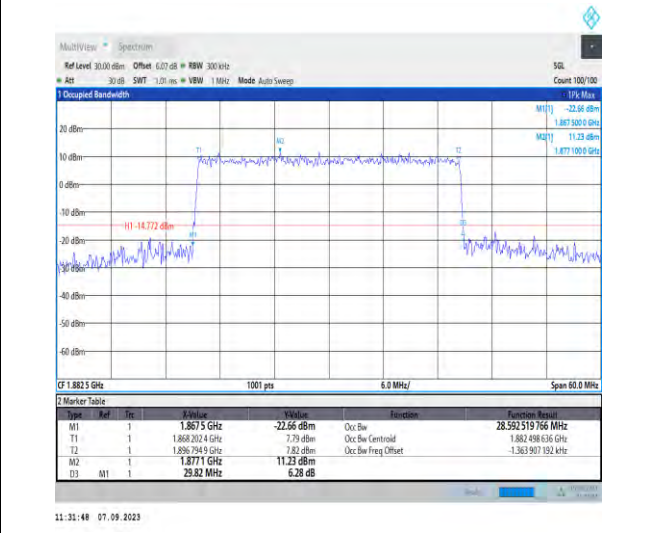 MultiView Spectrum
Ref Level 30.00 dBm Offset 6.07 dB RBW 300 kHz SGL
Att 30 dB SWT 1.01 ms VBW 1 MHz Mode Auto Sweep Count 100/100
1 Occupied Bandwidth 1Pk Max
M1[1] -22.66 dBm
1.867 500 0 GHz
M2[1] 11.23 dBm
1.877 100 0 GHz
20 dBm
M2
T1 T2
10 dBm
0 dBm
-10 dBm
H1 -14.772 dBm
D3
M1
-20 dBm
-30 dBm
-40 dBm
-50 dBm
-60 dBm
CF 1.882 5 GHz 1001 pts 6.0 MHz/ Span 60.0 MHz
2 Marker Table
Type Ref Trc X-Value Y-Value Function Function Result
M1 1 1.867 5 GHz -22.66 dBm Occ Bw 28.592 519 766 MHz
T1 1 1.868 202 4 GHz 7.79 dBm Occ Bw Centroid 1.882 498 636 GHz
T2 1 1.896 794 9 GHz 7.82 dBm Occ Bw Freq Offset -1.363 907 192 kHz
M2 1 1.877 1 GHz 11.23 dBm
D3 M1 1 29.82 MHz 6.28 dB
11:31:48 07.09.2023